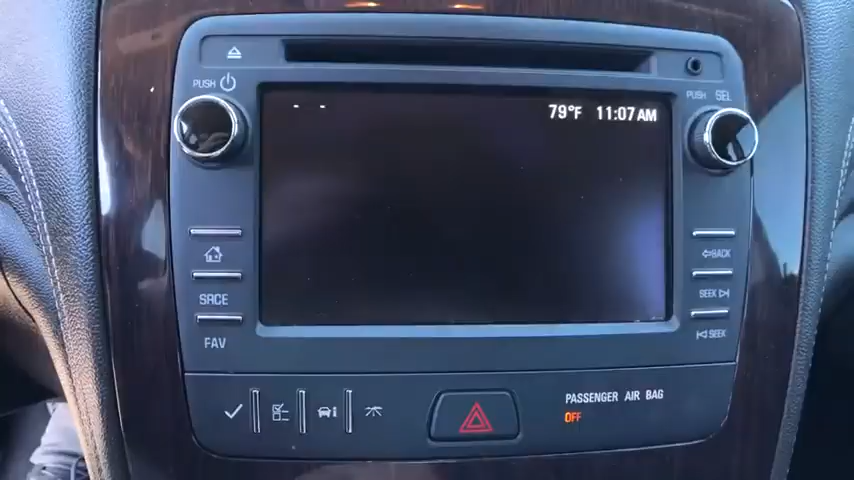 PUSH
PUSH SEL
79°F 11:07 AM
BACK
SRCE
SEEK
FAV
SEEK
PASSENGER AIR BAG
OFF